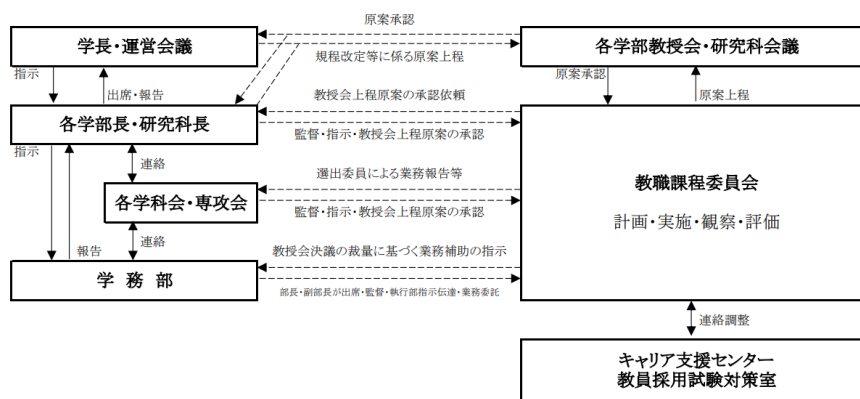 原案承認
学長・運営会議
各学部教授会・研究科会議
規程改定等に係る原案上程
指示
出席・報告
原案承認
原案上程
教授会上程原案の承認依頼
各学部長・研究科長
監督・指示・教授会上程原案の承認
指示
連絡
選出委員による業務報告等
教職課程委員会
各学科会・専攻会
監督・指示・教授会上程原案の承認
計画・実施・観察・評価
報告
連絡
教授会決議の裁量に基づく業務補助の指示
学務部
部長・副部長が出席・監督・執行部指示伝達・業務委託
連絡調整
キャリア支援センター
教員採用試験対策室